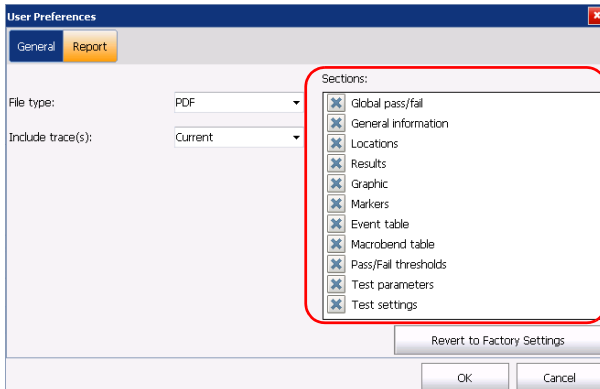 User Preferences
General Report
Sections:
File type: PDF
Include trace(s): Current
Global pass/fail
General information
Locations
Results
Graphic
Markers
Event table
Macrobend table
Pass/Fail thresholds
Test parameters
Test settings
Revert to Factory Settings
OK Cancel